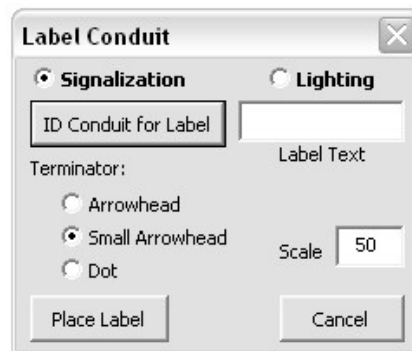 Label Conduit
Signalization Lighting
ID Conduit for Label
Label Text
Terminator:
Arrowhead
Small Arrowhead
Scale 50
Dot
Place Label Cancel